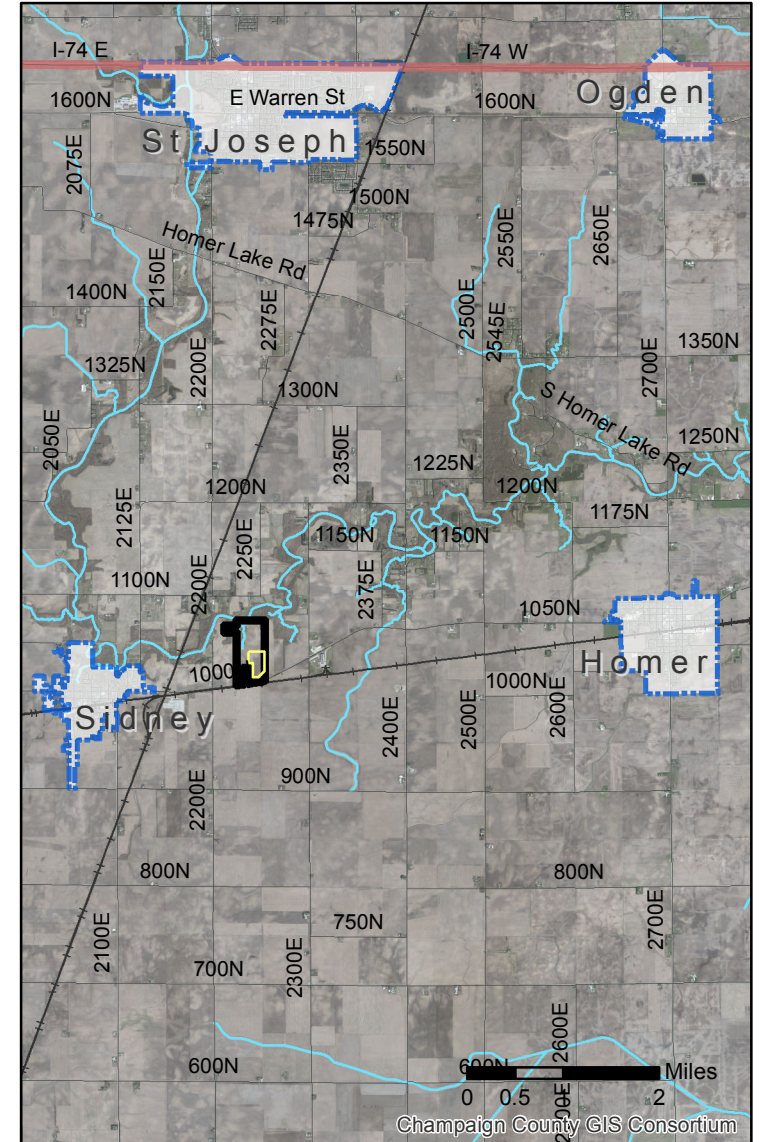 I-74 E
I-74 W
1600N
E Warren St
1600N
Ogden
St Joseph
1550N
2075E
1500N
1475N
Homer Lake Rd
2550E
2650E
2150E
2275E
2500E
1400N
2545E
1325N
2200E
1350N
2700E
1300N
S Homer Lake Rd
2050E
2350E
1225N
1250N
1200N
1200N
2125E
2250E
1175N
1150N
1150N
1100N
2200E
2375E
1050N
Homer
1000
1000N
Sidney
2400E
2500E
2600E
900N
2200E
800N
800N
2100E
750N
2700E
700N
2300E
2600E
600N
600N
Miles
0 0.5 1 2
Champaign County GIS Consortium